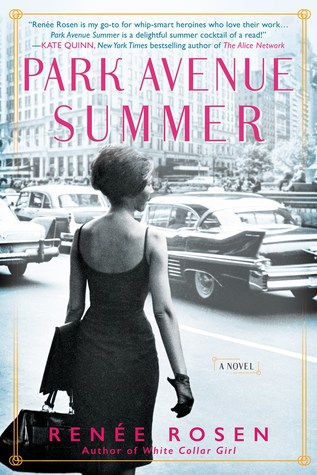 "Renée Rosen is my go-to for whip-smart heroines who love their work...
Park Avenue Summer is a delightful summer cocktail of a read!"
—KATE QUINN, New York Times bestselling author of The Alice Network
PARK AVENUE
SUMMER
A NOVEL
RENÉE ROSEN
Author of White Collar Girl